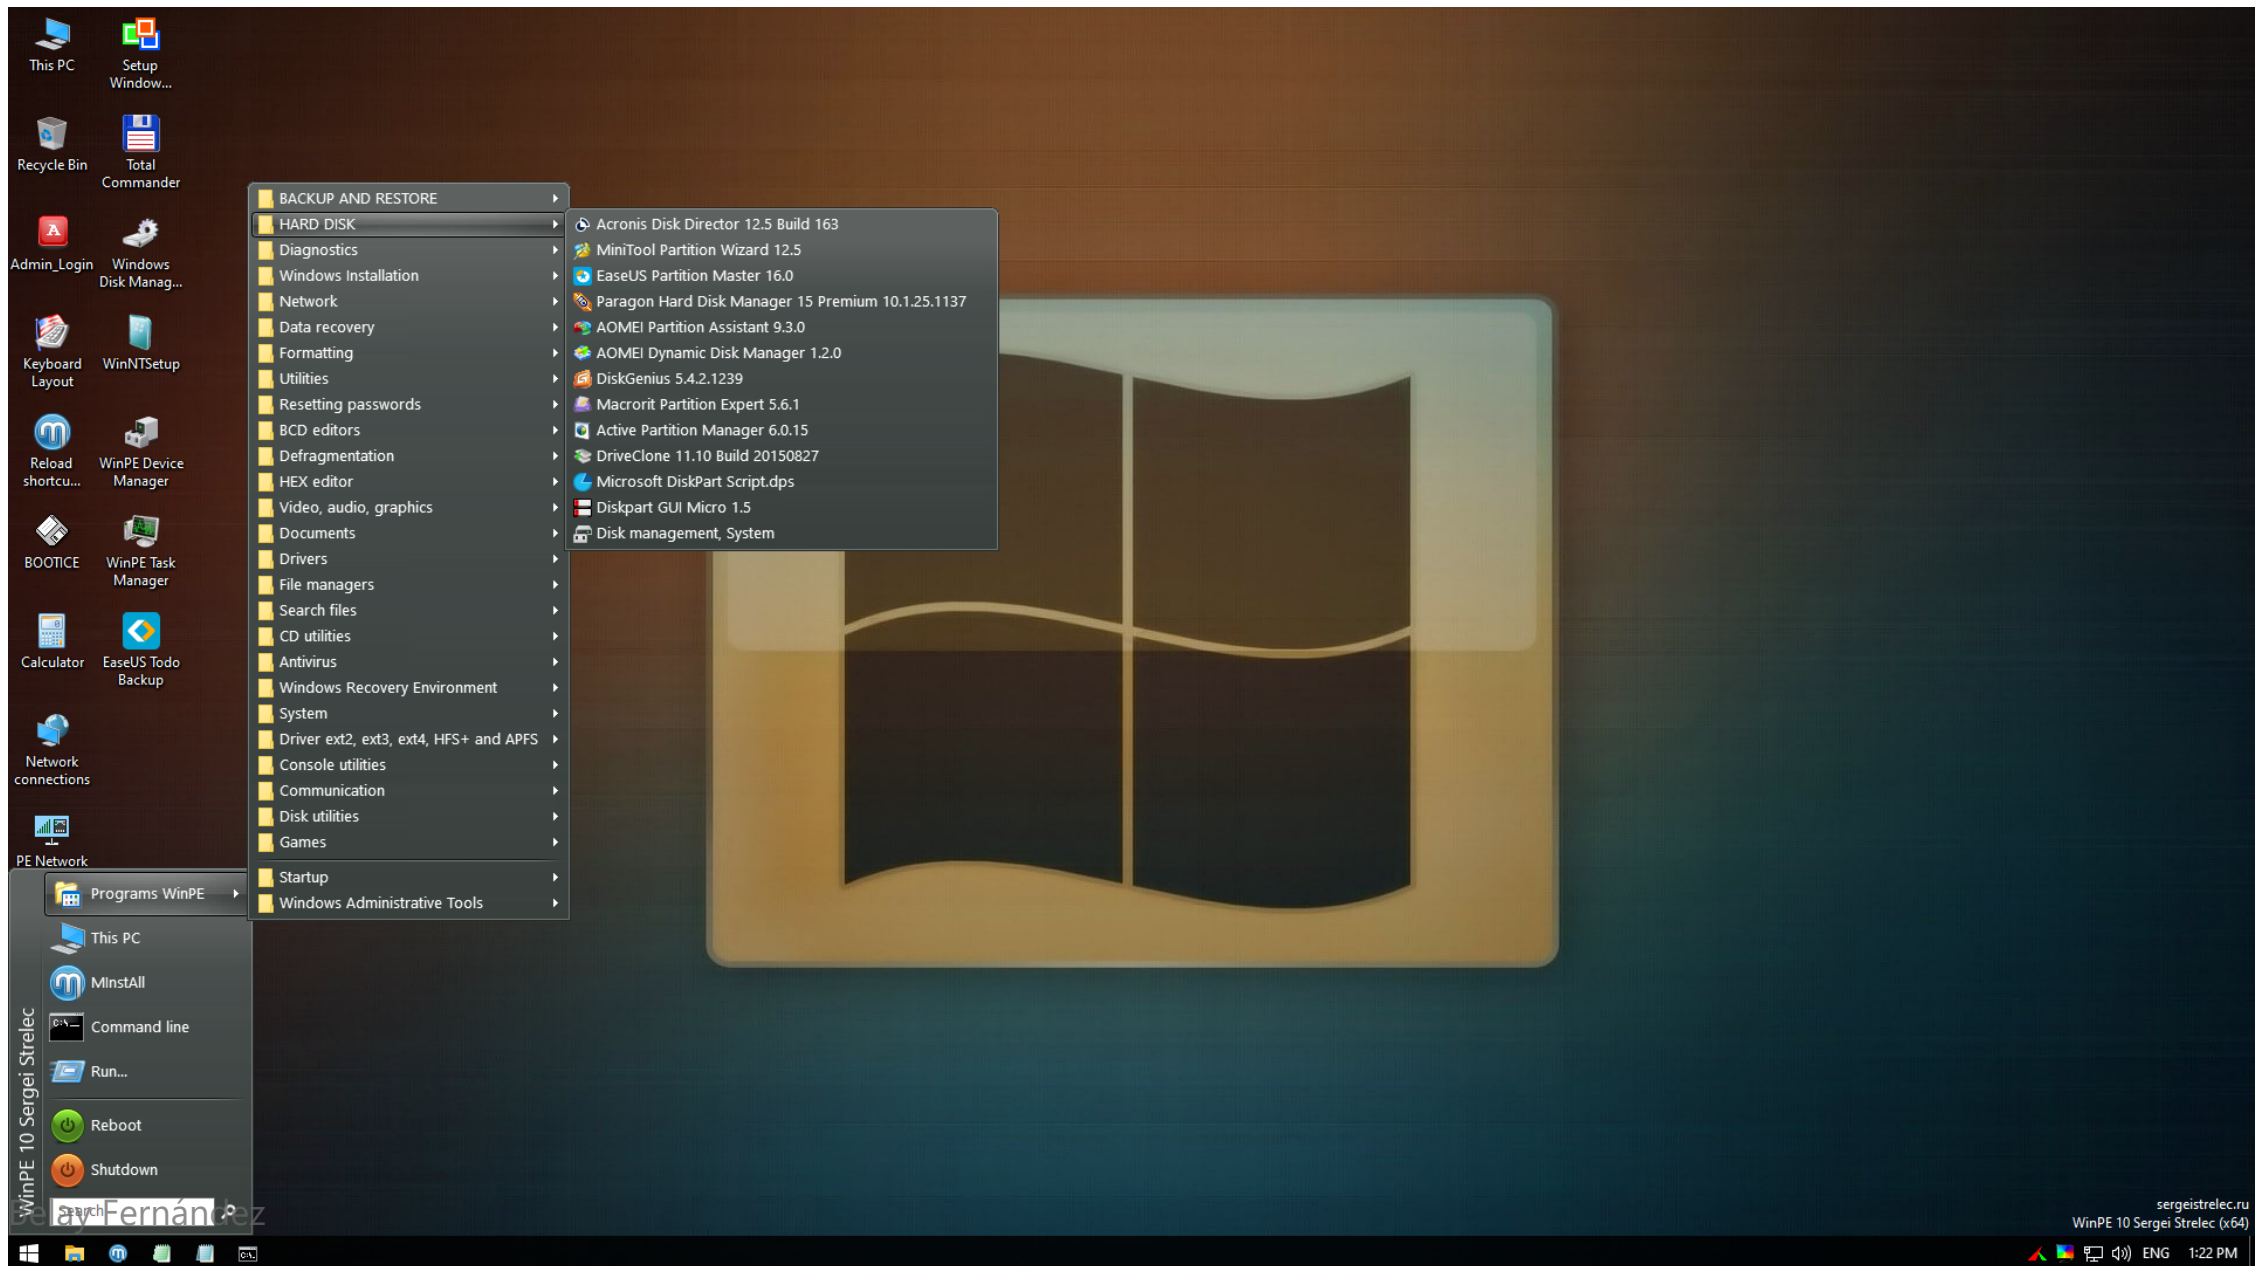 This PC
Setup
Window...
Recycle Bin
Total
Commander
Admin_Login
Windows
Disk Manag...
Keyboard
Layout
WinNTSetup
Reload
shortcu...
WinPE Device
Manager
BOOTICE
WinPE Task
Manager
Calculator
EaseUS Todo
Backup
Network
connections
PE Network
BACKUP AND RESTORE
HARD DISK
Diagnostics
Windows Installation
Network
Data recovery
Formatting
Utilities
Resetting passwords
BCD editors
Defragmentation
HEX editor
Video, audio, graphics
Documents
Drivers
File managers
Search files
CD utilities
Antivirus
Windows Recovery Environment
System
Driver ext2, ext3, ext4, HFS+ and APFS
Console utilities
Communication
Disk utilities
Games
Startup
Windows Administrative Tools
Acronis Disk Director 12.5 Build 163
MiniTool Partition Wizard 12.5
EaseUS Partition Master 16.0
Paragon Hard Disk Manager 15 Premium 10.1.25.1137
AOMEI Partition Assistant 9.3.0
AOMEI Dynamic Disk Manager 1.2.0
DiskGenius 5.4.2.1239
Macrorit Partition Expert 5.6.1
Active Partition Manager 6.0.15
DriveClone 11.10 Build 20150827
Microsoft DiskPart Script.dps
Diskpart GUI Micro 1.5
Disk management, System
WinPE 10 Sergei Strelec
Programs WinPE
This PC
MInstAll
Command line
Run...
Reboot
Shutdown
Search
Belay Fernández
sergeistrelec.ru
WinPE 10 Sergei Strelec (x64)
ENG
1:22 PM